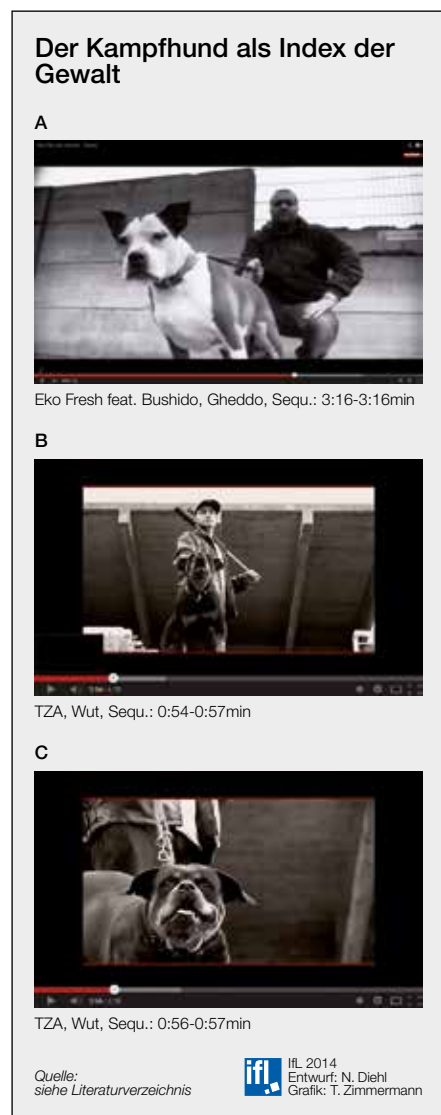 Der Kampfhund als Index der
Gewalt
A
Eko Fresh feat. Bushido, Gheddo, Sequ.: 3:16-3:16min
B
TZA, Wut, Sequ.: 0:54-0:57min
C
TZA, Wut, Sequ.: 0:56-0:57min
Quelle:
siehe Literaturverzeichnis
ifl
IfL 2014
Entwurf: N. Diehl
Grafik: T. Zimmermann